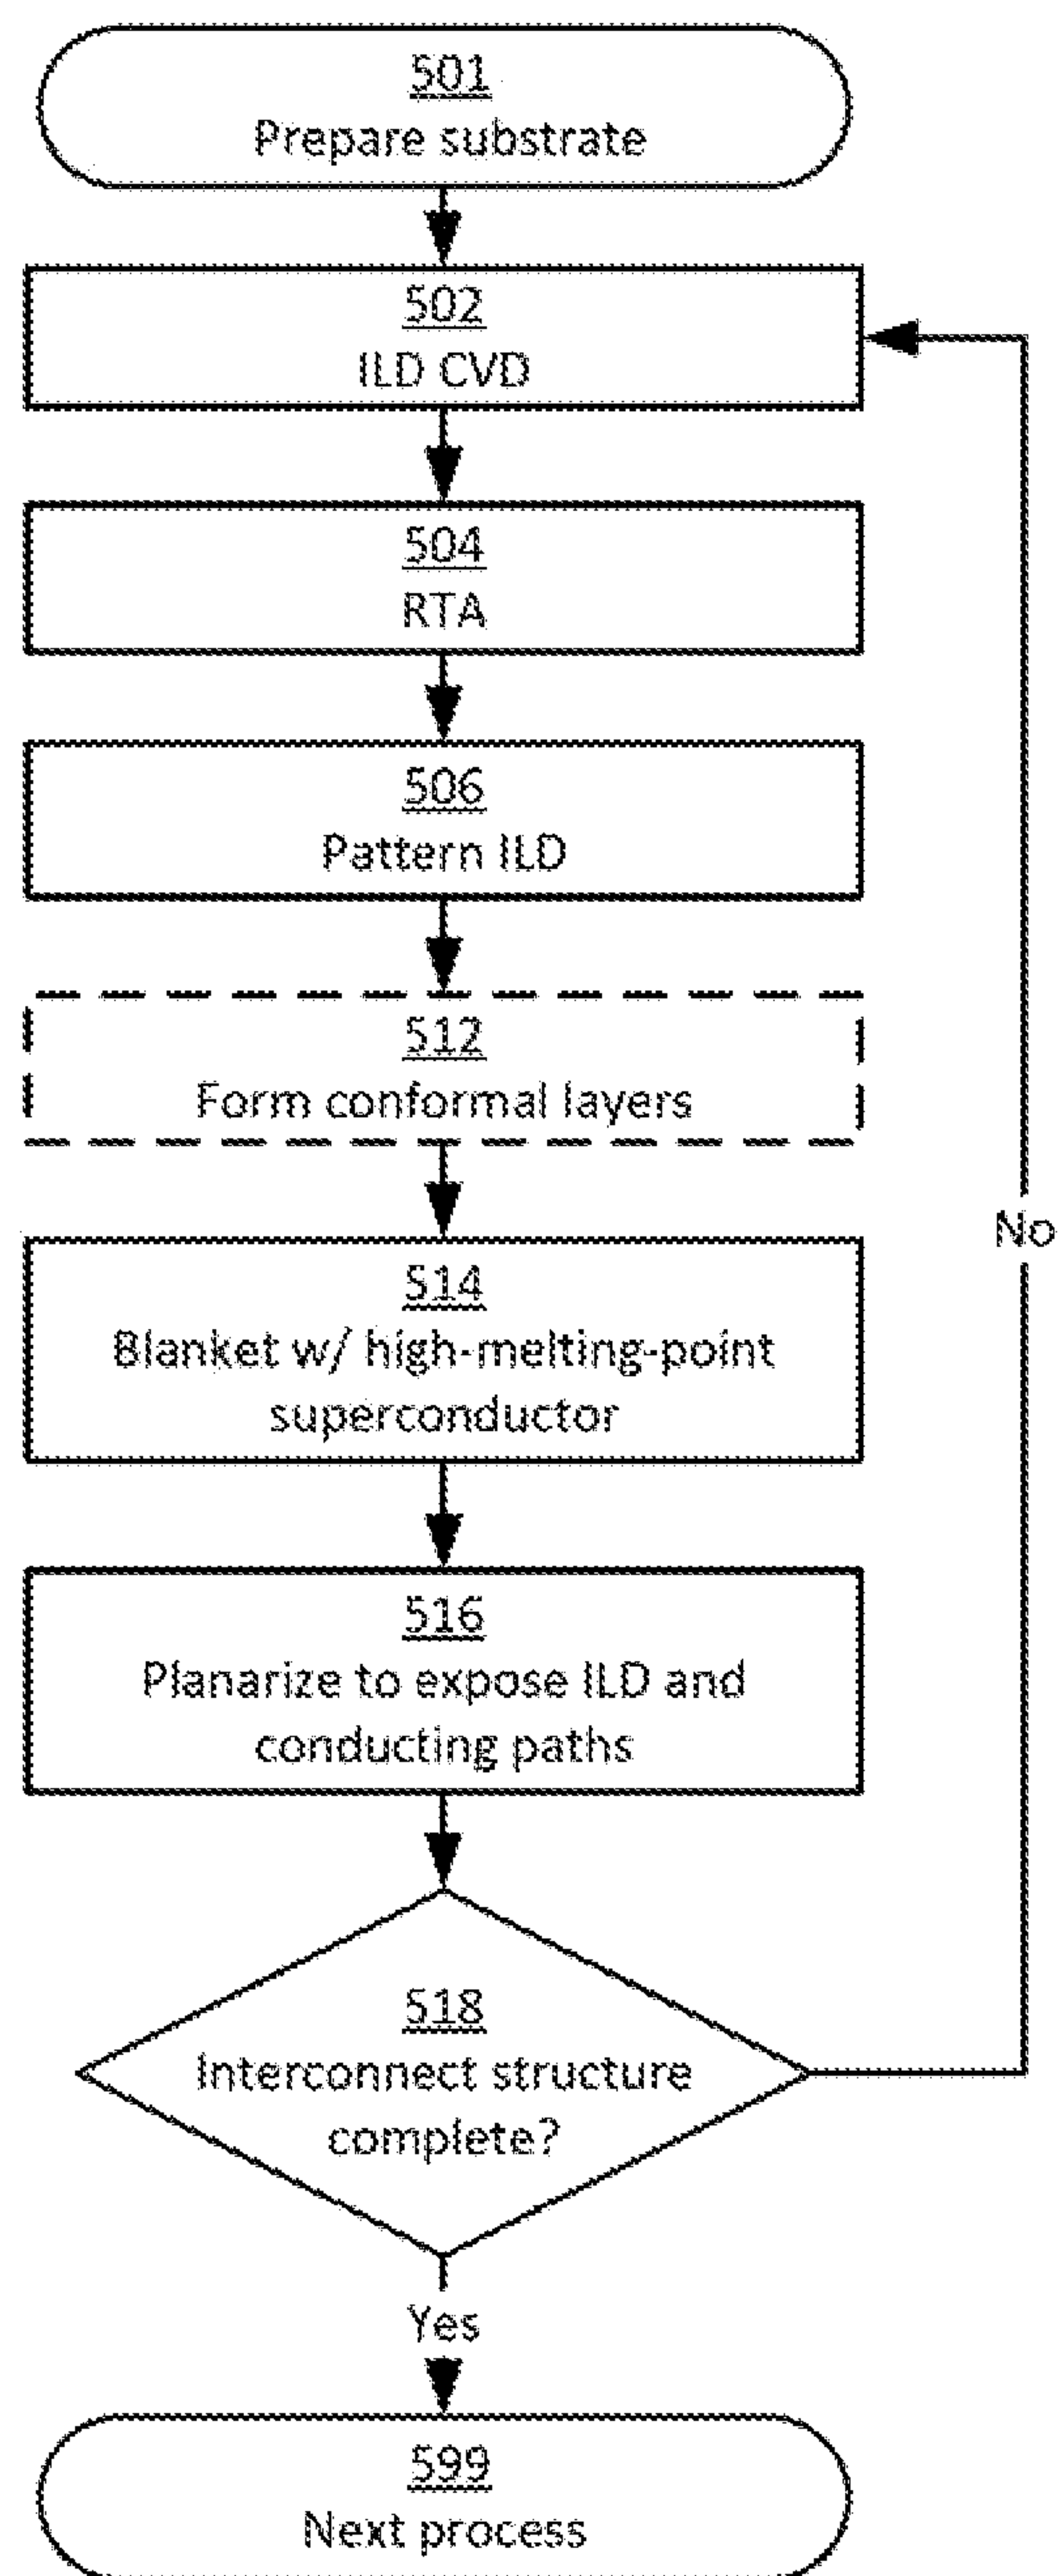 501
Prepare substrate
502
ILD CVD
504
RTA
506
Pattern ILD
512
Form conformal layers
514
Blanket w/ high-melting-point
superconductor
516
Planarize to expose ILD and
conducting paths
518
Interconnect structure
complete?
No
Yes
599
Next process